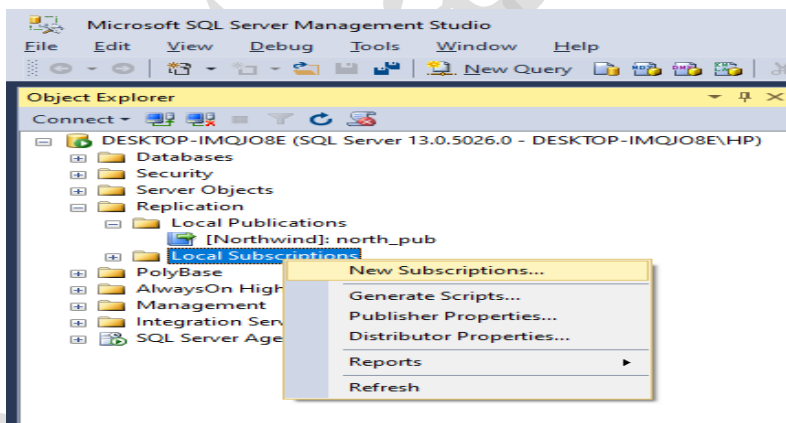 Microsoft SQL Server Management Studio
File Edit View Debug Tools Window Help
New Query
Object Explorer
Connect
DESKTOP-IMQJO8E (SQL Server 13.0.5026.0 - DESKTOP-IMQJO8E\HP)
Databases
Security
Server Objects
Replication
Local Publications
[Northwind]: north_pub
Local Subscriptions
PolyBase
AlwaysOn High
Management
Integration Serv
SQL Server Age
New Subscriptions...
Generate Scripts...
Publisher Properties...
Distributor Properties...
Reports
Refresh